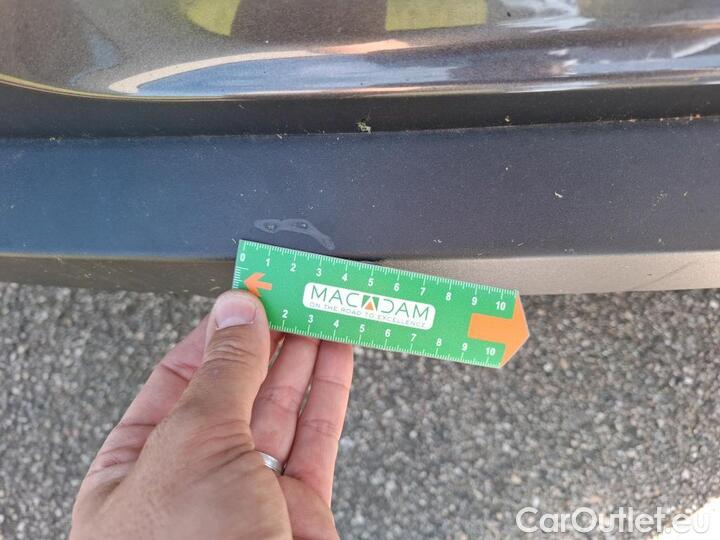 0 1 2 3 4 5 6 7 8 9 10
MACADAM
ON THE ROAD TO EXCELLENCE
2 3 4 5 6 7 8 9 10
CarOutlet.eu